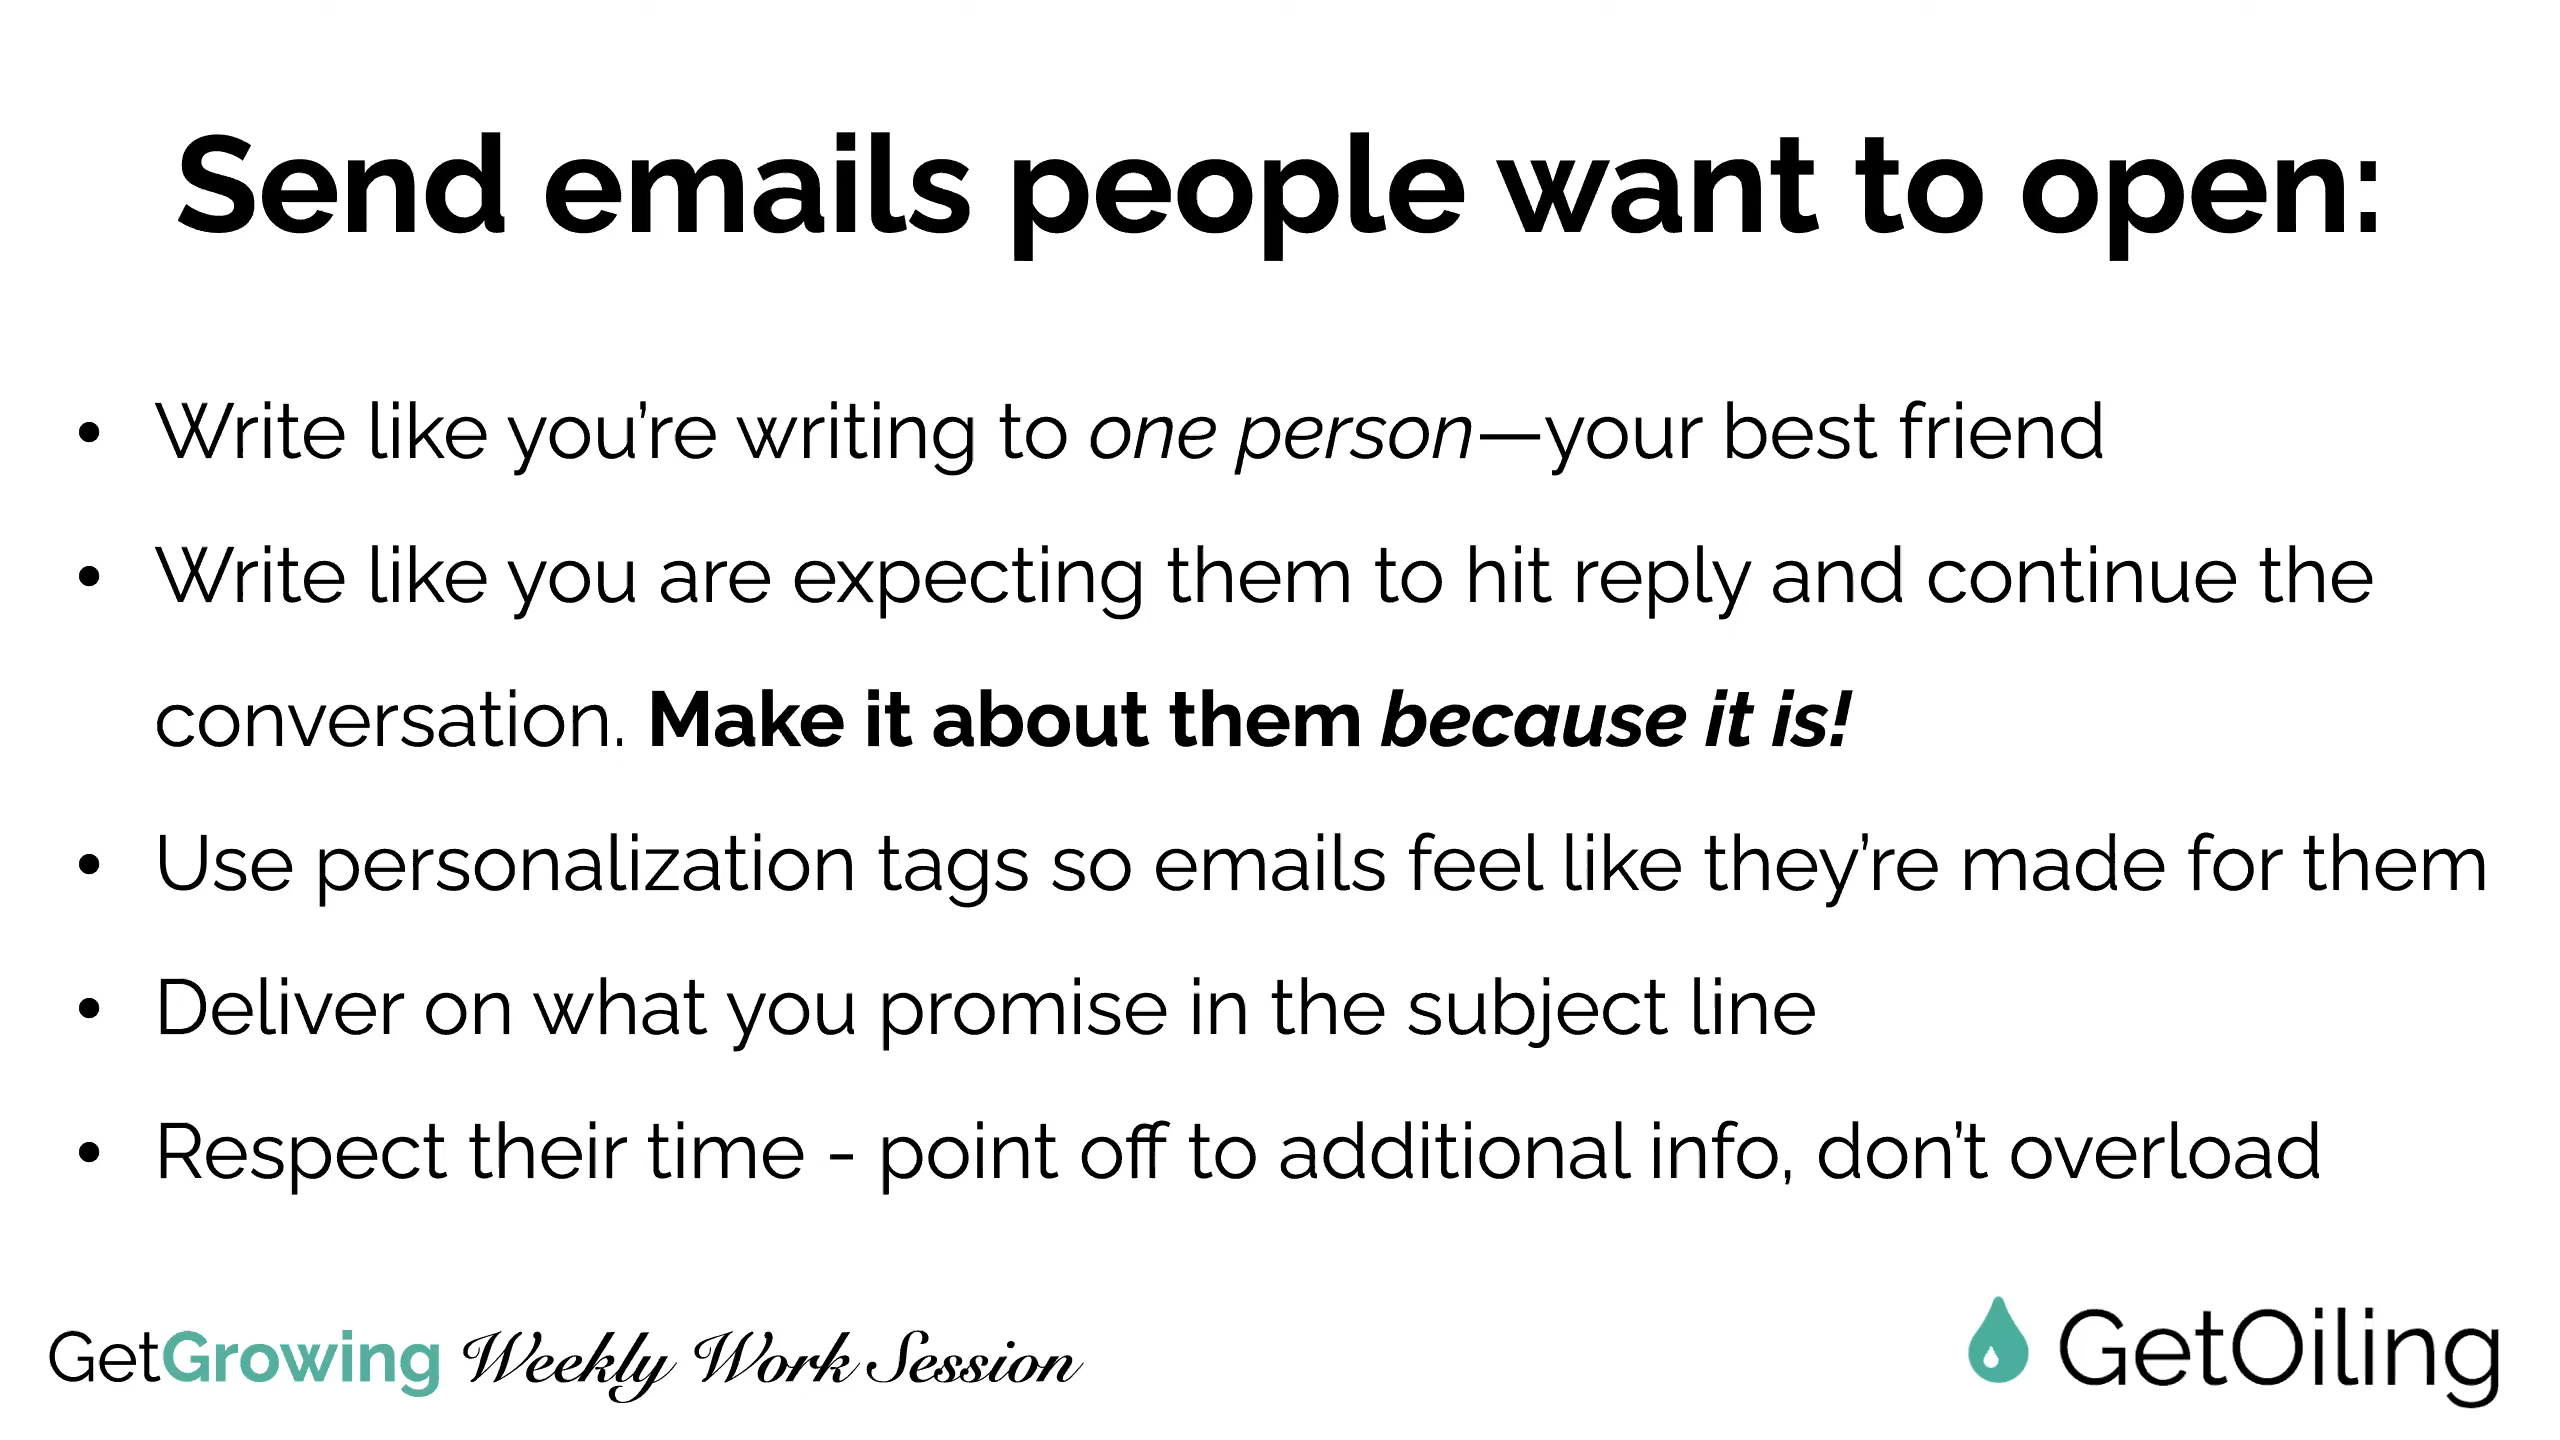 Send emails people want to open:
• Write like you’re writing to one person—your best friend
• Write like you are expecting them to hit reply and continue the
conversation. Make it about them because it is!
• Use personalization tags so emails feel like they’re made for them
• Deliver on what you promise in the subject line
• Respect their time - point off to additional info, don’t overload
GetGrowing Weekly Work Session
GetOiling